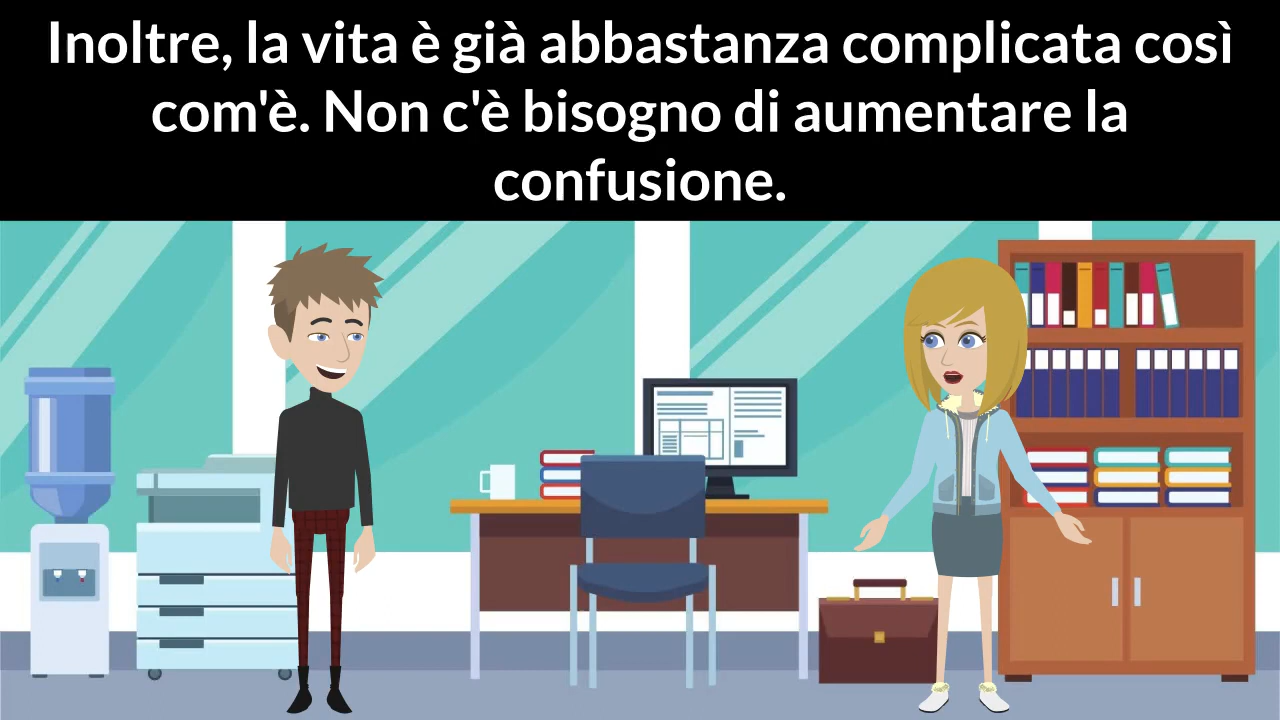 Inoltre, la vita è già abbastanza complicata così
com'è. Non c'è bisogno di aumentare la
confusione.